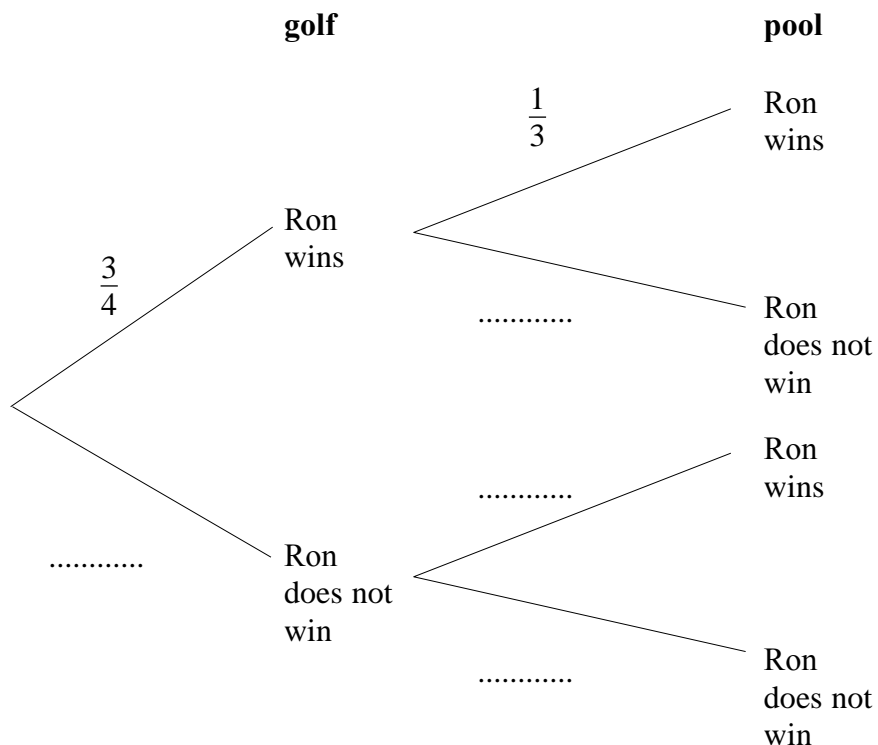 golf
pool
1
3
Ron
wins
3
4
Ron
wins
............
Ron
does not
win
............
Ron
wins
............
Ron
does not
win
............
Ron
does not
win